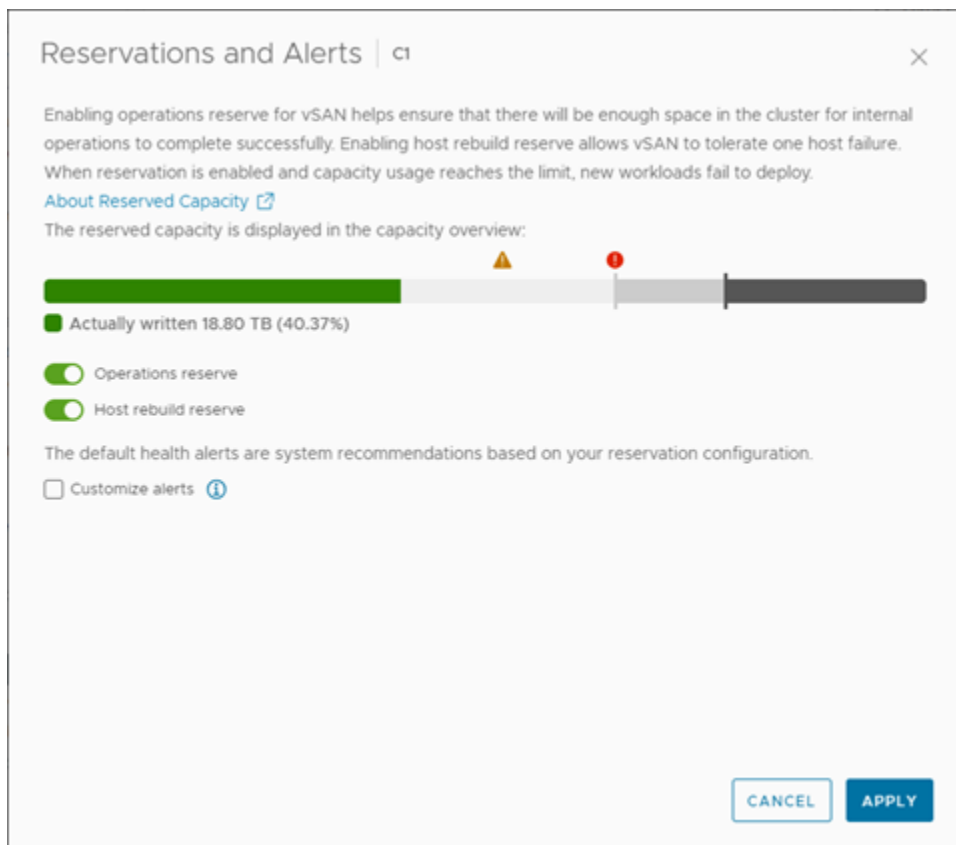 Reservations and Alerts | C1
Enabling operations reserve for vSAN helps ensure that there will be enough space in the cluster for internal
operations to complete successfully. Enabling host rebuild reserve allows vSAN to tolerate one host failure.
When reservation is enabled and capacity usage reaches the limit, new workloads fail to deploy.
About Reserved Capacity
The reserved capacity is displayed in the capacity overview:
Actually written 18.80 TB (40.37%)
Operations reserve
Host rebuild reserve
The default health alerts are system recommendations based on your reservation configuration.
Customize alerts
CANCEL APPLY